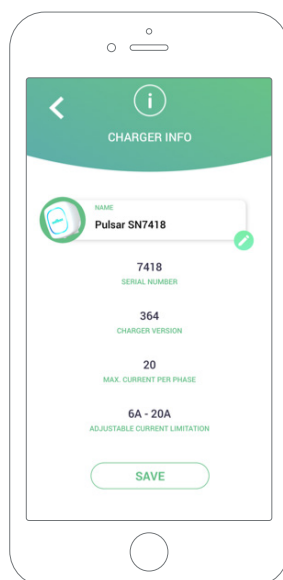 i
CHARGER INFO
NAME
Pulsar SN7418
7418
SERIAL NUMBER
364
CHARGER VERSION
20
MAX. CURRENT PER PHASE
6A - 20A
ADJUSTABLE CURRENT LIMITATION
SAVE